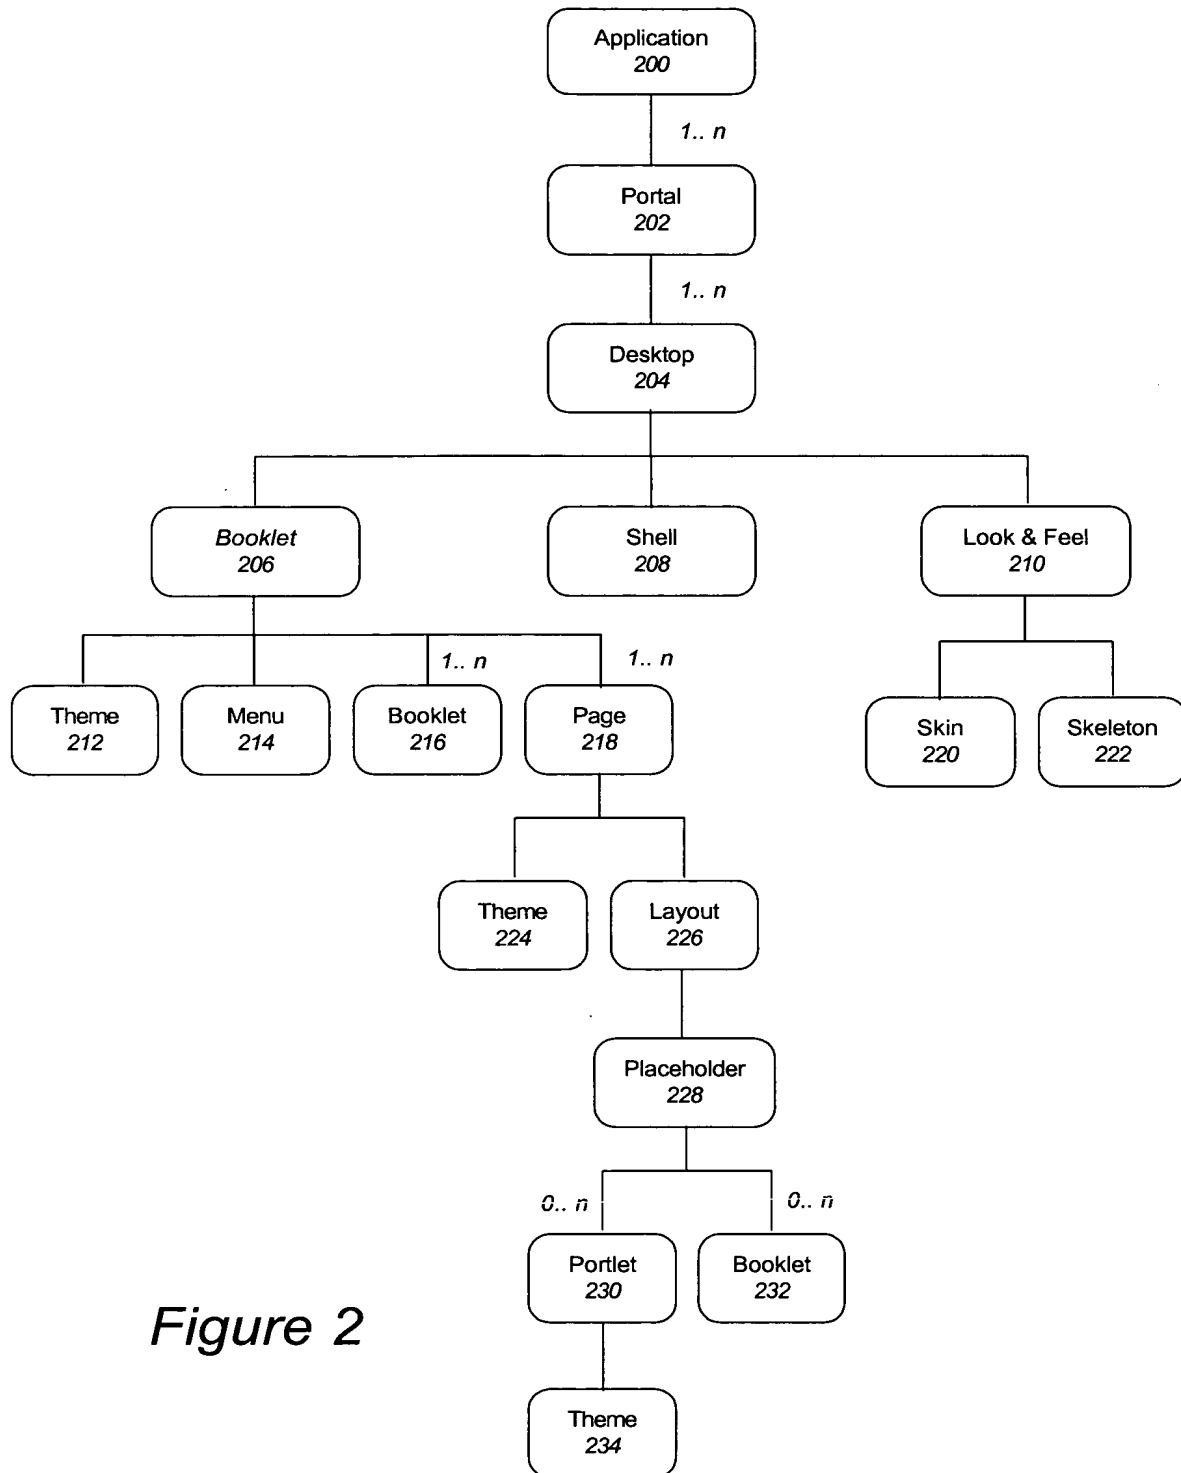 Application
200
1.. n
Portal
202
1.. n
Desktop
204
Booklet
206
Shell
208
Look & Feel
210
1.. n
1.. n
Theme
212
Menu
214
Booklet
216
Page
218
Skin
220
Skeleton
222
Theme
224
Layout
226
Placeholder
228
0.. n
0.. n
Portlet
230
Booklet
232
Figure 2
Theme
234